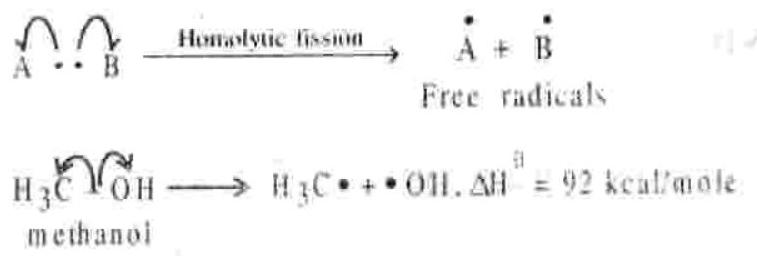 Homolytic fission
A •• B ⟶ Ȧ + Ḃ
Free radicals
H₃C–OH ⟶ H₃C• + •OH. ΔH = 92 kcal/mole
methanol